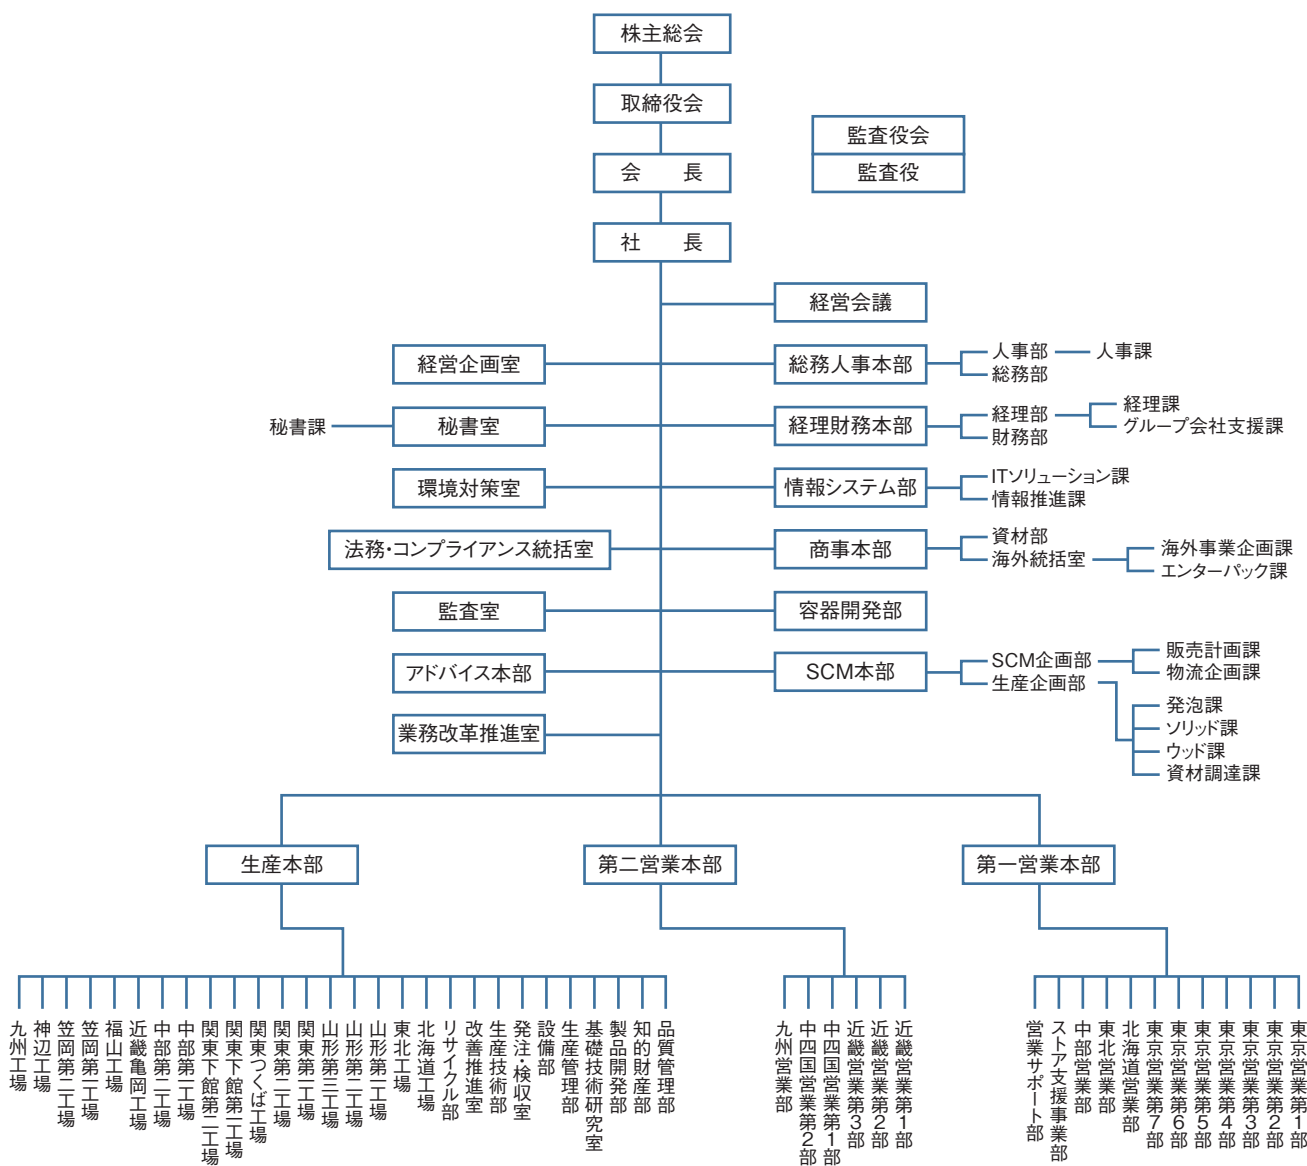 株主総会
取締役会
監査役会
監査役
会　長
社　長
経営会議
経営企画室
総務人事本部
人事部
人事課
総務部
秘書課
秘書室
経理財務本部
経理部
経理課
グループ会社支援課
財務部
環境対策室
情報システム部
ITソリューション課
情報推進課
法務・コンプライアンス統括室
商事本部
資材部
海外統括室
海外事業企画課
エンターパック課
監査室
容器開発部
アドバイス本部
SCM本部
SCM企画部
販売計画課
物流企画課
生産企画部
発泡課
ソリッド課
ウッド課
資材調達課
業務改革推進室
生産本部
第二営業本部
第一営業本部
九州工場
神辺工場
笠岡第二工場
笠岡第一工場
福山工場
近畿亀岡工場
中部第二工場
中部第一工場
関東下館第二工場
関東下館第一工場
関東つくば工場
関東第二工場
関東第一工場
山形第三工場
山形第二工場
山形第一工場
東北工場
北海道工場
リサイクル部
改善推進室
生産技術部
発注・検収室
設備部
生産管理部
基礎技術研究室
製品開発部
知的財産部
品質管理部
九州営業部
中四国営業第2部
中四国営業第1部
近畿営業第3部
近畿営業第2部
近畿営業第1部
営業サポート部
ストア支援事業部
中部営業部
東北営業部
北海道営業部
東京営業第7部
東京営業第6部
東京営業第5部
東京営業第4部
東京営業第3部
東京営業第2部
東京営業第1部